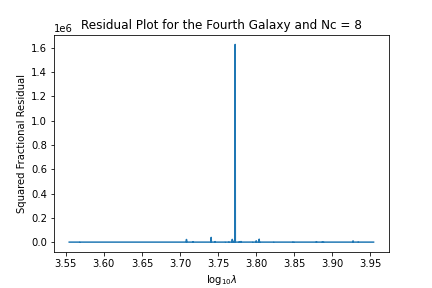 Residual Plot for the Fourth Galaxy and Nc = 8
1e6
Squared Fractional Residual
1.6
1.4
1.2
1.0
0.8
0.6
0.4
0.2
0.0
3.55 3.60 3.65 3.70 3.75 3.80 3.85 3.90 3.95
log₁₀λ